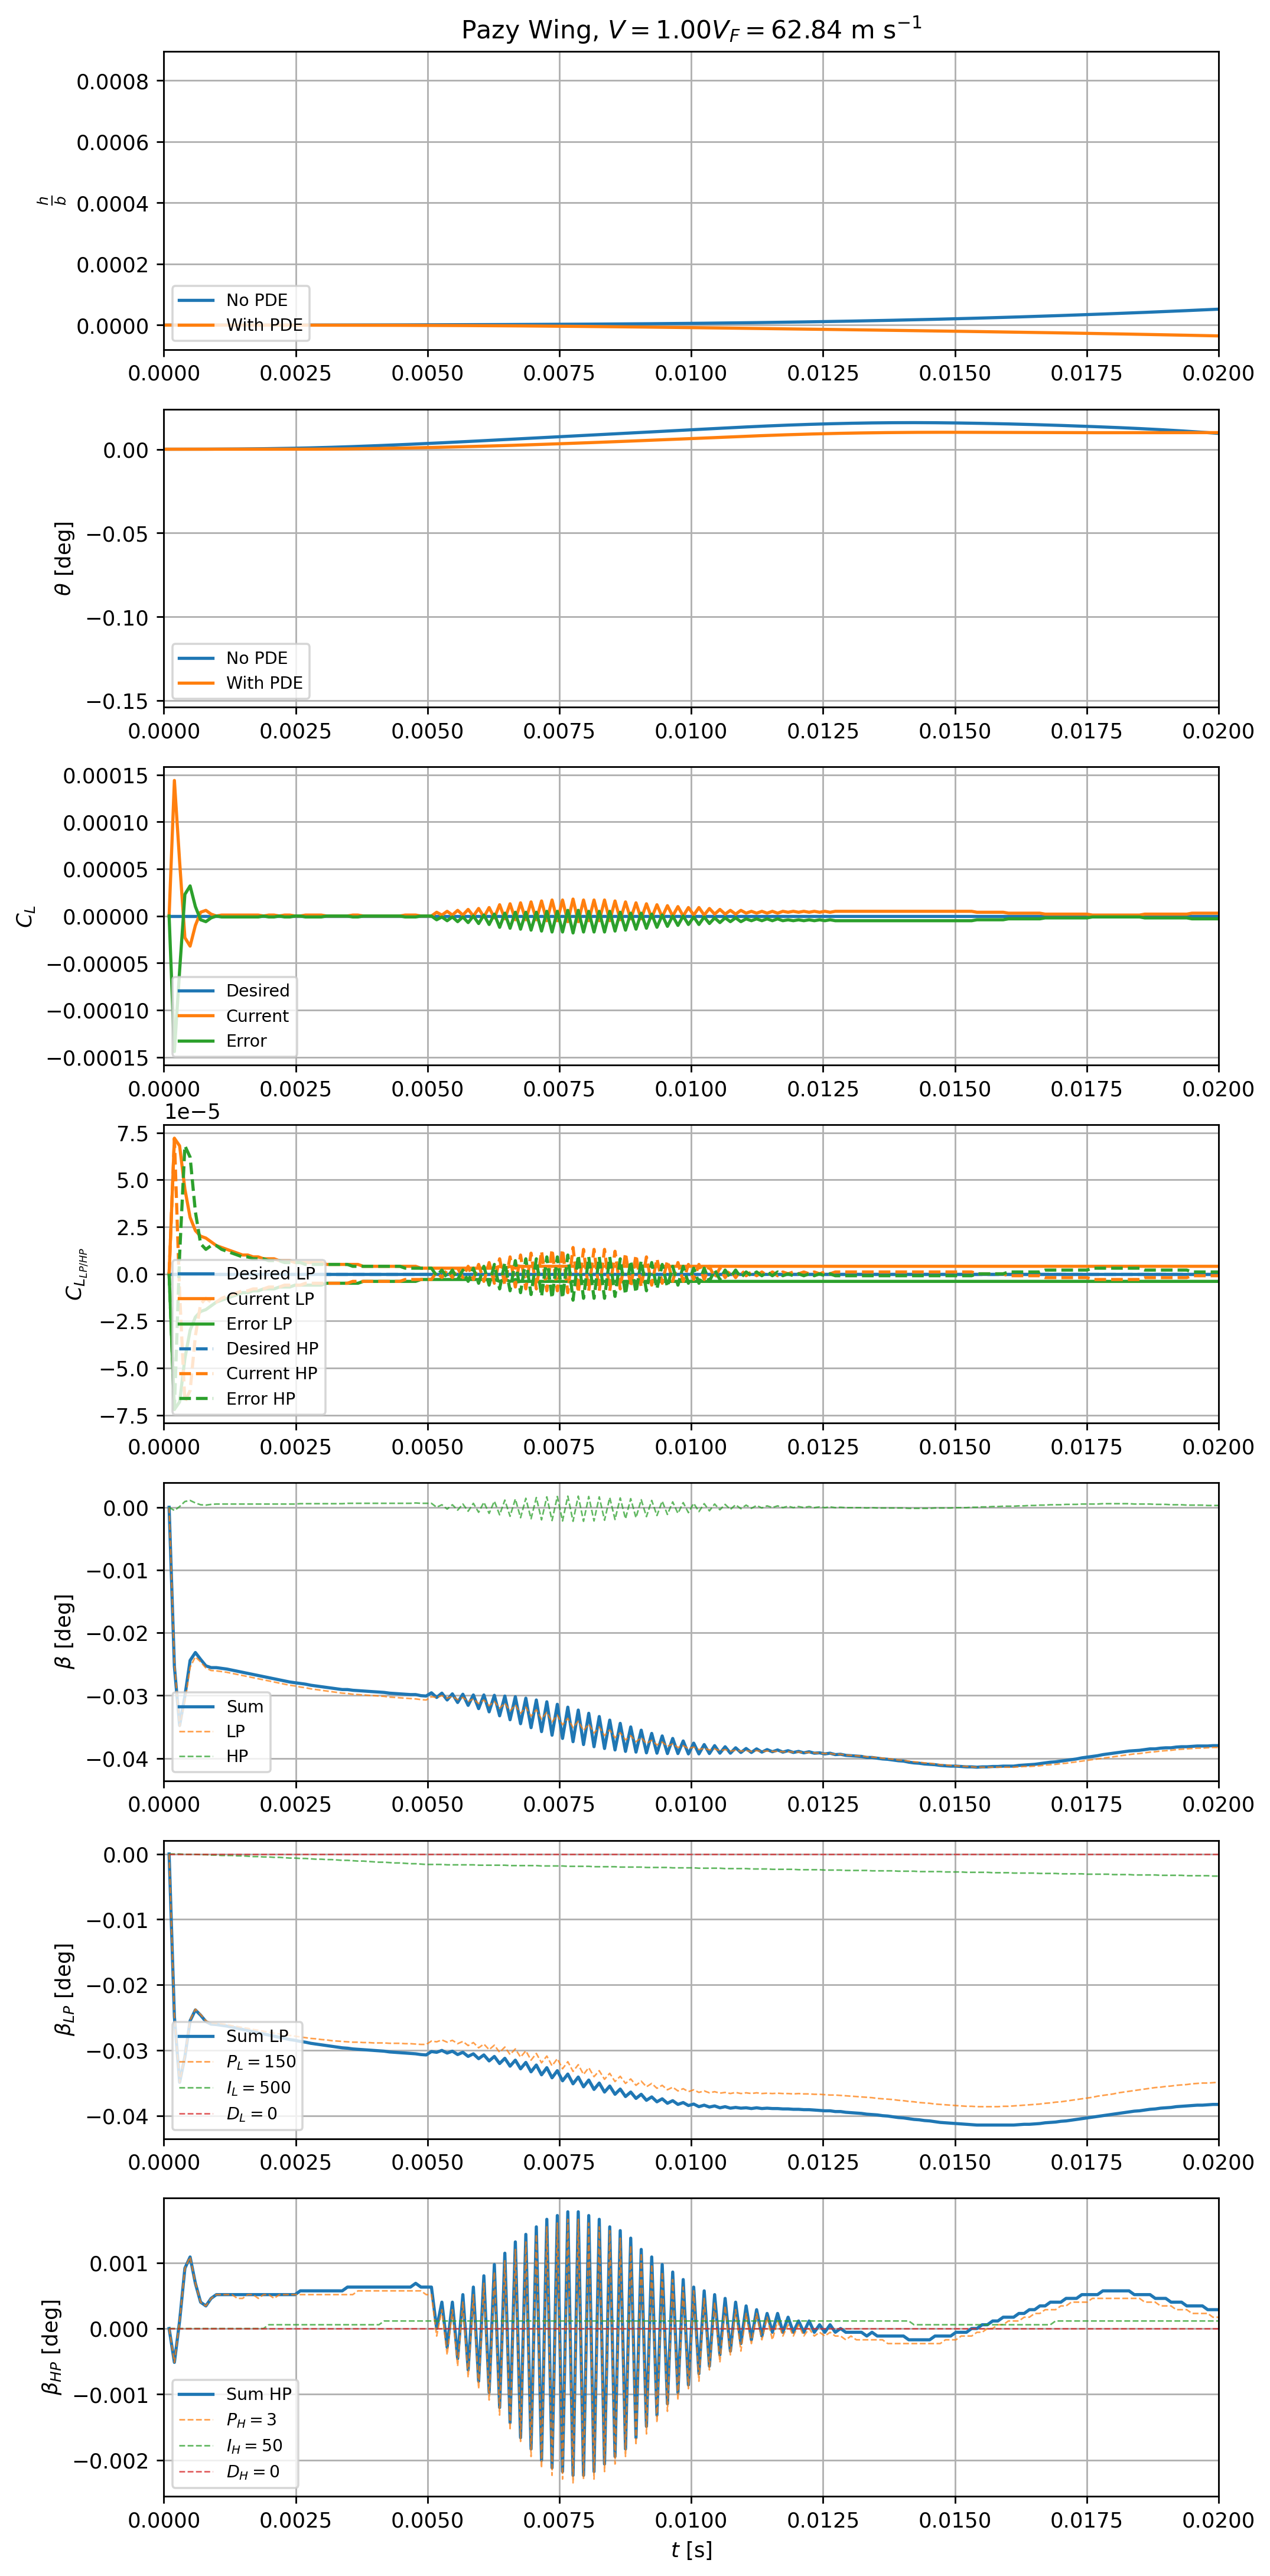 Pazy Wing, V = 1.00V_F = 62.84 m s⁻¹
h/b
0.0008
0.0006
0.0004
0.0002
0.0000
No PDE
With PDE
0.0000 0.0025 0.0050 0.0075 0.0100 0.0125 0.0150 0.0175 0.0200
θ [deg]
0.00
−0.05
−0.10
−0.15
No PDE
With PDE
0.0000 0.0025 0.0050 0.0075 0.0100 0.0125 0.0150 0.0175 0.0200
C_L
0.00015
0.00010
0.00005
0.00000
−0.00005
−0.00010
−0.00015
Desired
Current
Error
0.0000 0.0025 0.0050 0.0075 0.0100 0.0125 0.0150 0.0175 0.0200
1e−5
C_{L_{LP/HP}}
7.5
5.0
2.5
0.0
−2.5
−5.0
−7.5
Desired LP
Current LP
Error LP
Desired HP
Current HP
Error HP
0.0000 0.0025 0.0050 0.0075 0.0100 0.0125 0.0150 0.0175 0.0200
β [deg]
0.00
−0.01
−0.02
−0.03
−0.04
Sum
LP
HP
0.0000 0.0025 0.0050 0.0075 0.0100 0.0125 0.0150 0.0175 0.0200
β_LP [deg]
0.00
−0.01
−0.02
−0.03
−0.04
Sum LP
P_L = 150
I_L = 500
D_L = 0
0.0000 0.0025 0.0050 0.0075 0.0100 0.0125 0.0150 0.0175 0.0200
β_HP [deg]
0.001
0.000
−0.001
−0.002
Sum HP
P_H = 3
I_H = 50
D_H = 0
0.0000 0.0025 0.0050 0.0075 0.0100 0.0125 0.0150 0.0175 0.0200
t [s]